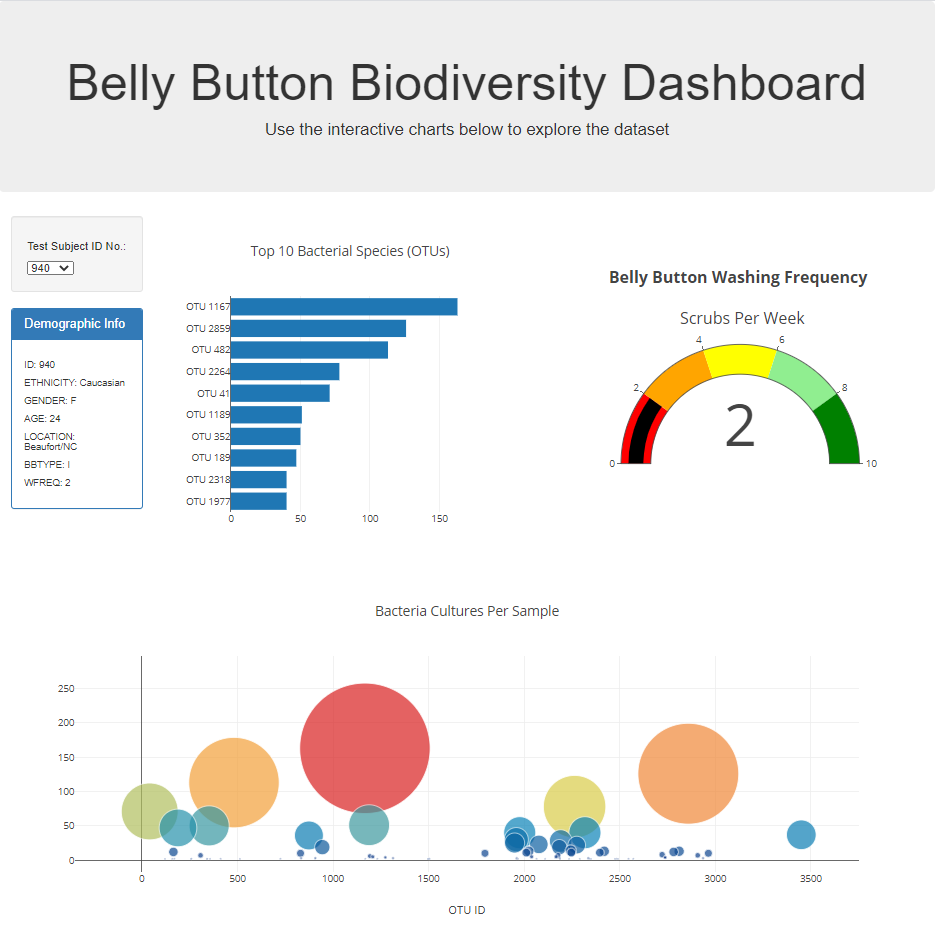 Belly Button Biodiversity Dashboard
Use the interactive charts below to explore the dataset
Test Subject ID No.:
940
Demographic Info
ID: 940
ETHNICITY: Caucasian
GENDER: F
AGE: 24
LOCATION:
Beaufort/NC
BBTYPE: I
WFREQ: 2
Top 10 Bacterial Species (OTUs)
OTU 1167
OTU 2859
OTU 482
OTU 2264
OTU 41
OTU 1189
OTU 352
OTU 189
OTU 2318
OTU 1977
0 50 100 150
Belly Button Washing Frequency
Scrubs Per Week
0 2 4 6 8 10
2
Bacteria Cultures Per Sample
250
200
150
100
50
0
0 500 1000 1500 2000 2500 3000 3500
OTU ID